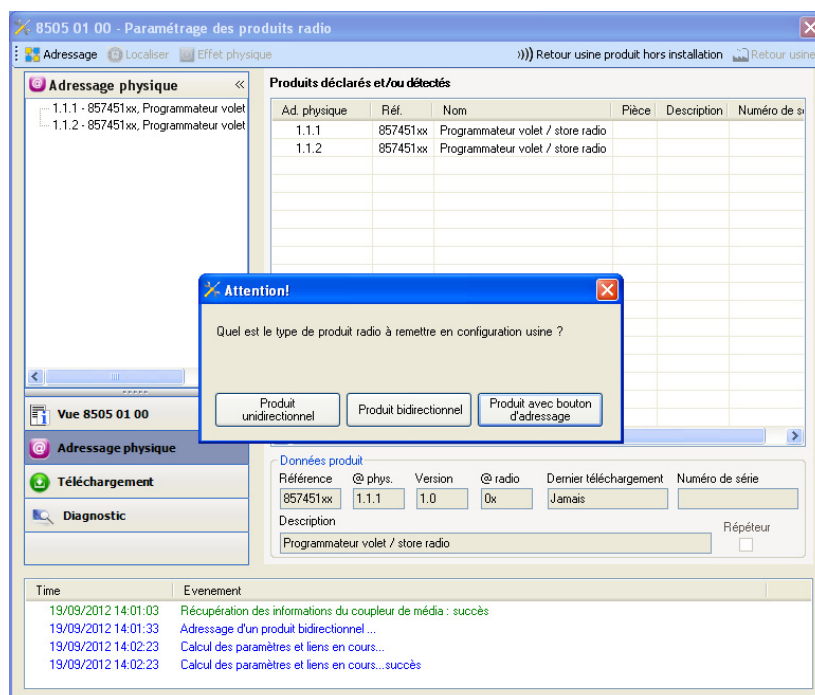 8505 01 00 - Paramétrage des produits radio
Adressage Localiser Effet physique ))) Retour usine produit hors installation Retour usine
Adressage physique «
1.1.1 - 857451xx, Programmateur volet
1.1.2 - 857451xx, Programmateur volet
Produits déclarés et/ou détectés
Ad. physique Réf. Nom Pièce Description Numéro de s
1.1.1 857451xx Programmateur volet / store radio
1.1.2 857451xx Programmateur volet / store radio
Attention!
Quel est le type de produit radio à remettre en configuration usine ?
Produit unidirectionnel
Produit bidirectionnel
Produit avec bouton d'adressage
Vue 8505 01 00
Adressage physique
Téléchargement
Diagnostic
Données produit
Référence @ phys. Version @ radio Dernier téléchargement Numéro de série
857451xx 1.1.1 1.0 0x Jamais
Description
Répéteur
Programmateur volet / store radio
Time Evenement
19/09/2012 14:01:03 Récupération des informations du coupleur de média : succès
19/09/2012 14:01:33 Adressage d'un produit bidirectionnel ...
19/09/2012 14:02:23 Calcul des paramètres et liens en cours...
19/09/2012 14:02:23 Calcul des paramètres et liens en cours...succès